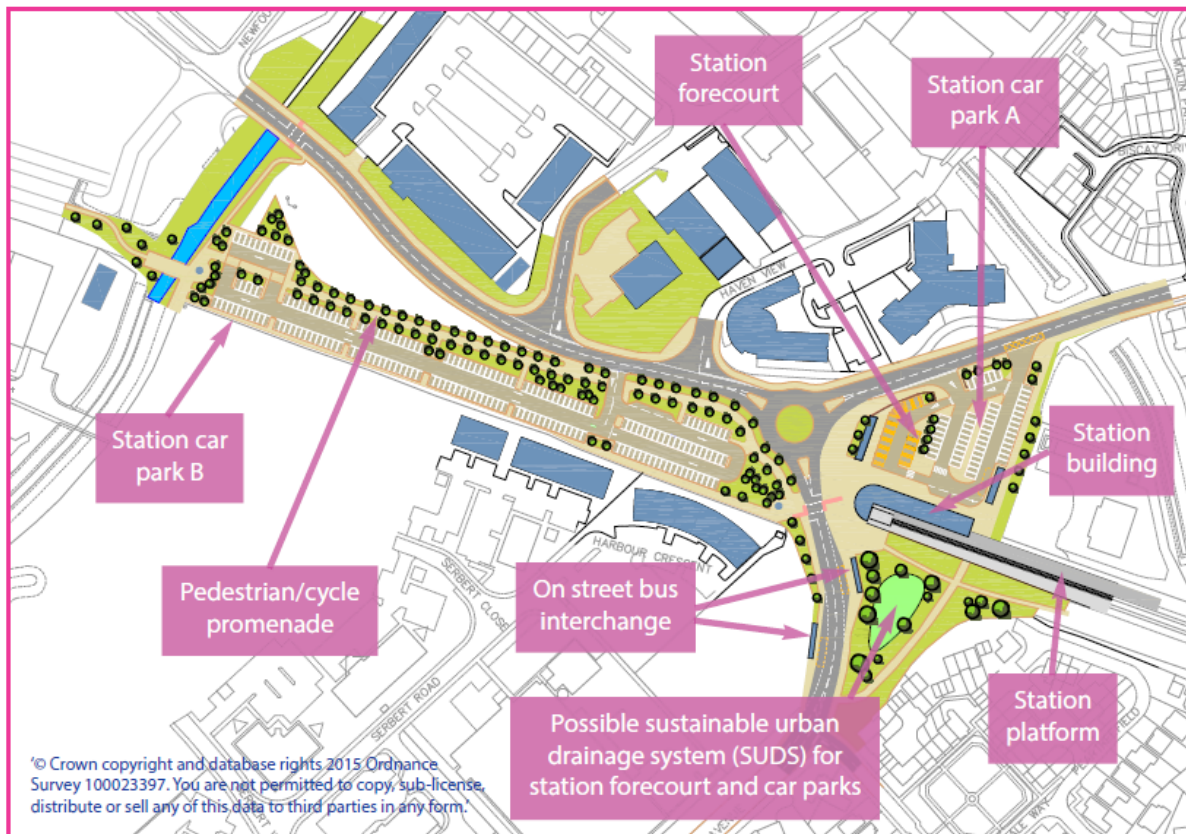 NEWFOU
Station
forecourt
Station car
park A
BISCAY DRIV
HAVEN VIEW
Station car
park B
Station
building
Pedestrian/cycle
promenade
HARBOUR CRESCENT
SERBERT CLOSE
On street bus
interchange
SERBERT ROAD
Possible sustainable urban
drainage system (SUDS) for
station forecourt and car parks
Station
platform
'© Crown copyright and database rights 2015 Ordnance
Survey 100023397. You are not permitted to copy, sub-license,
distribute or sell any of this data to third parties in any form.'